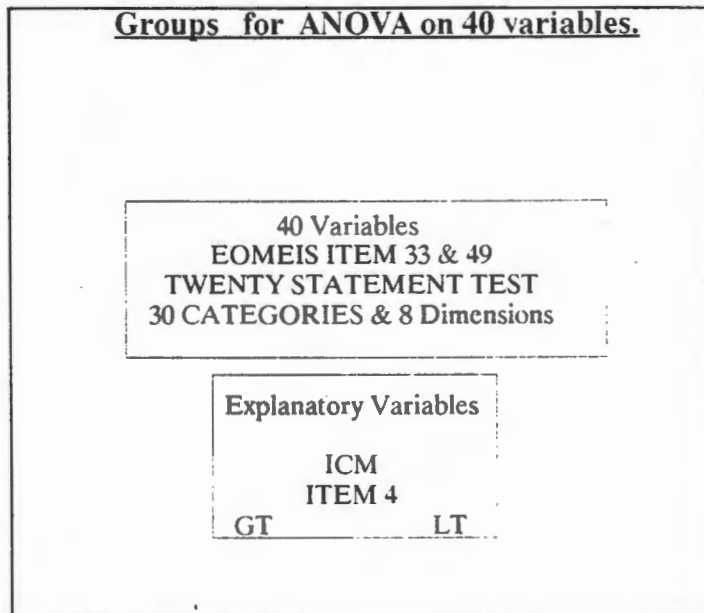 Groups for ANOVA on 40 variables.
40 Variables
EOMEIS ITEM 33 & 49
TWENTY STATEMENT TEST
30 CATEGORIES & 8 Dimensions
Explanatory Variables
ICM
ITEM 4
GT LT